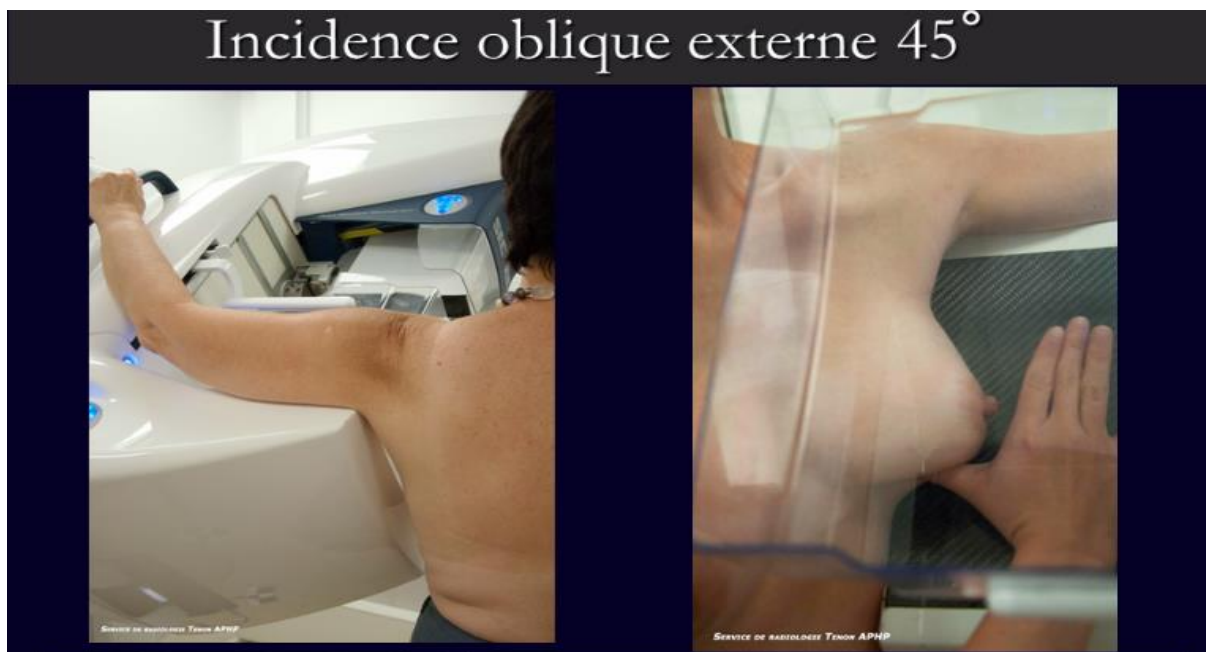 Incidence oblique externe 45°
Service de radiologie Tenon APHP
Service de radiologie Tenon APHP